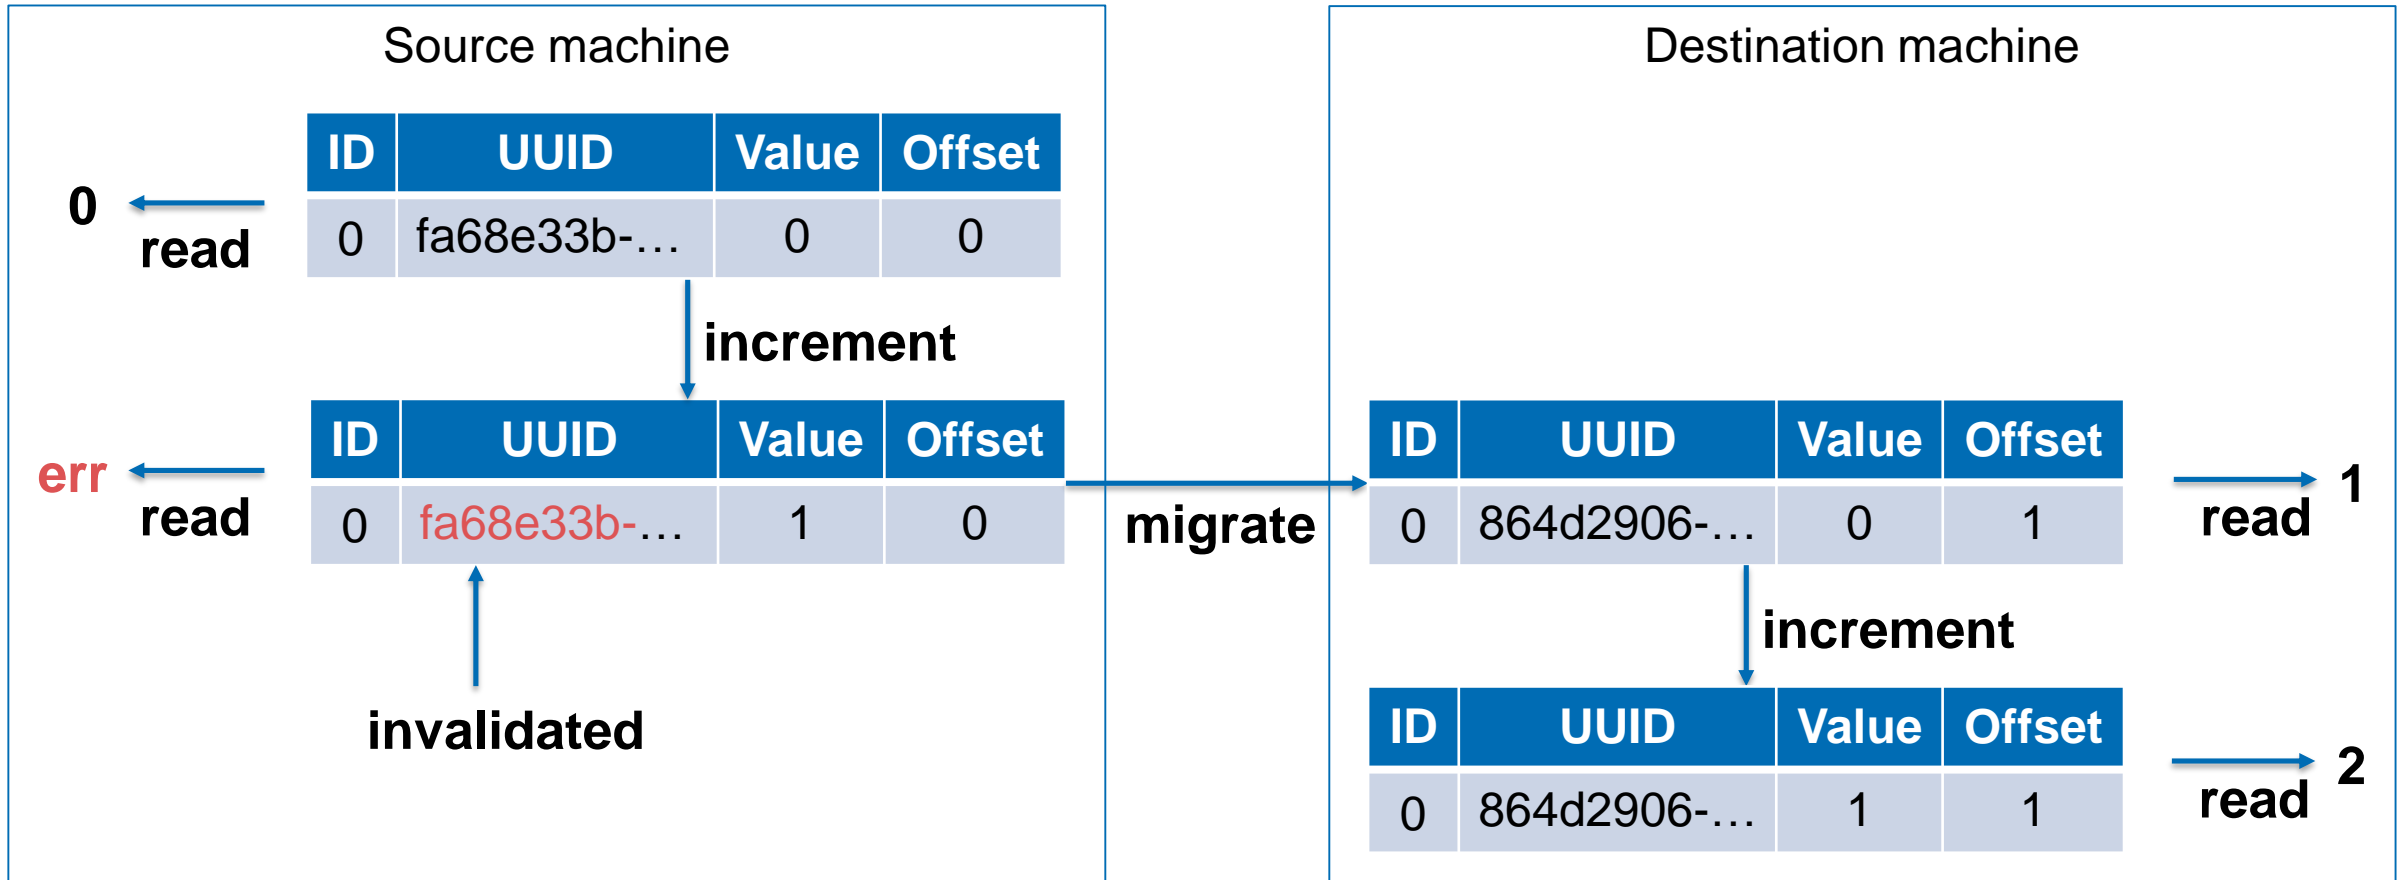 Source machine
ID UUID Value Offset
0 fa68e33b-… 0 0
0
read
increment
ID UUID Value Offset
0 fa68e33b-… 1 0
err
read
invalidated
migrate
Destination machine
ID UUID Value Offset
0 864d2906-… 0 1
1
read
increment
ID UUID Value Offset
0 864d2906-… 1 1
2
read